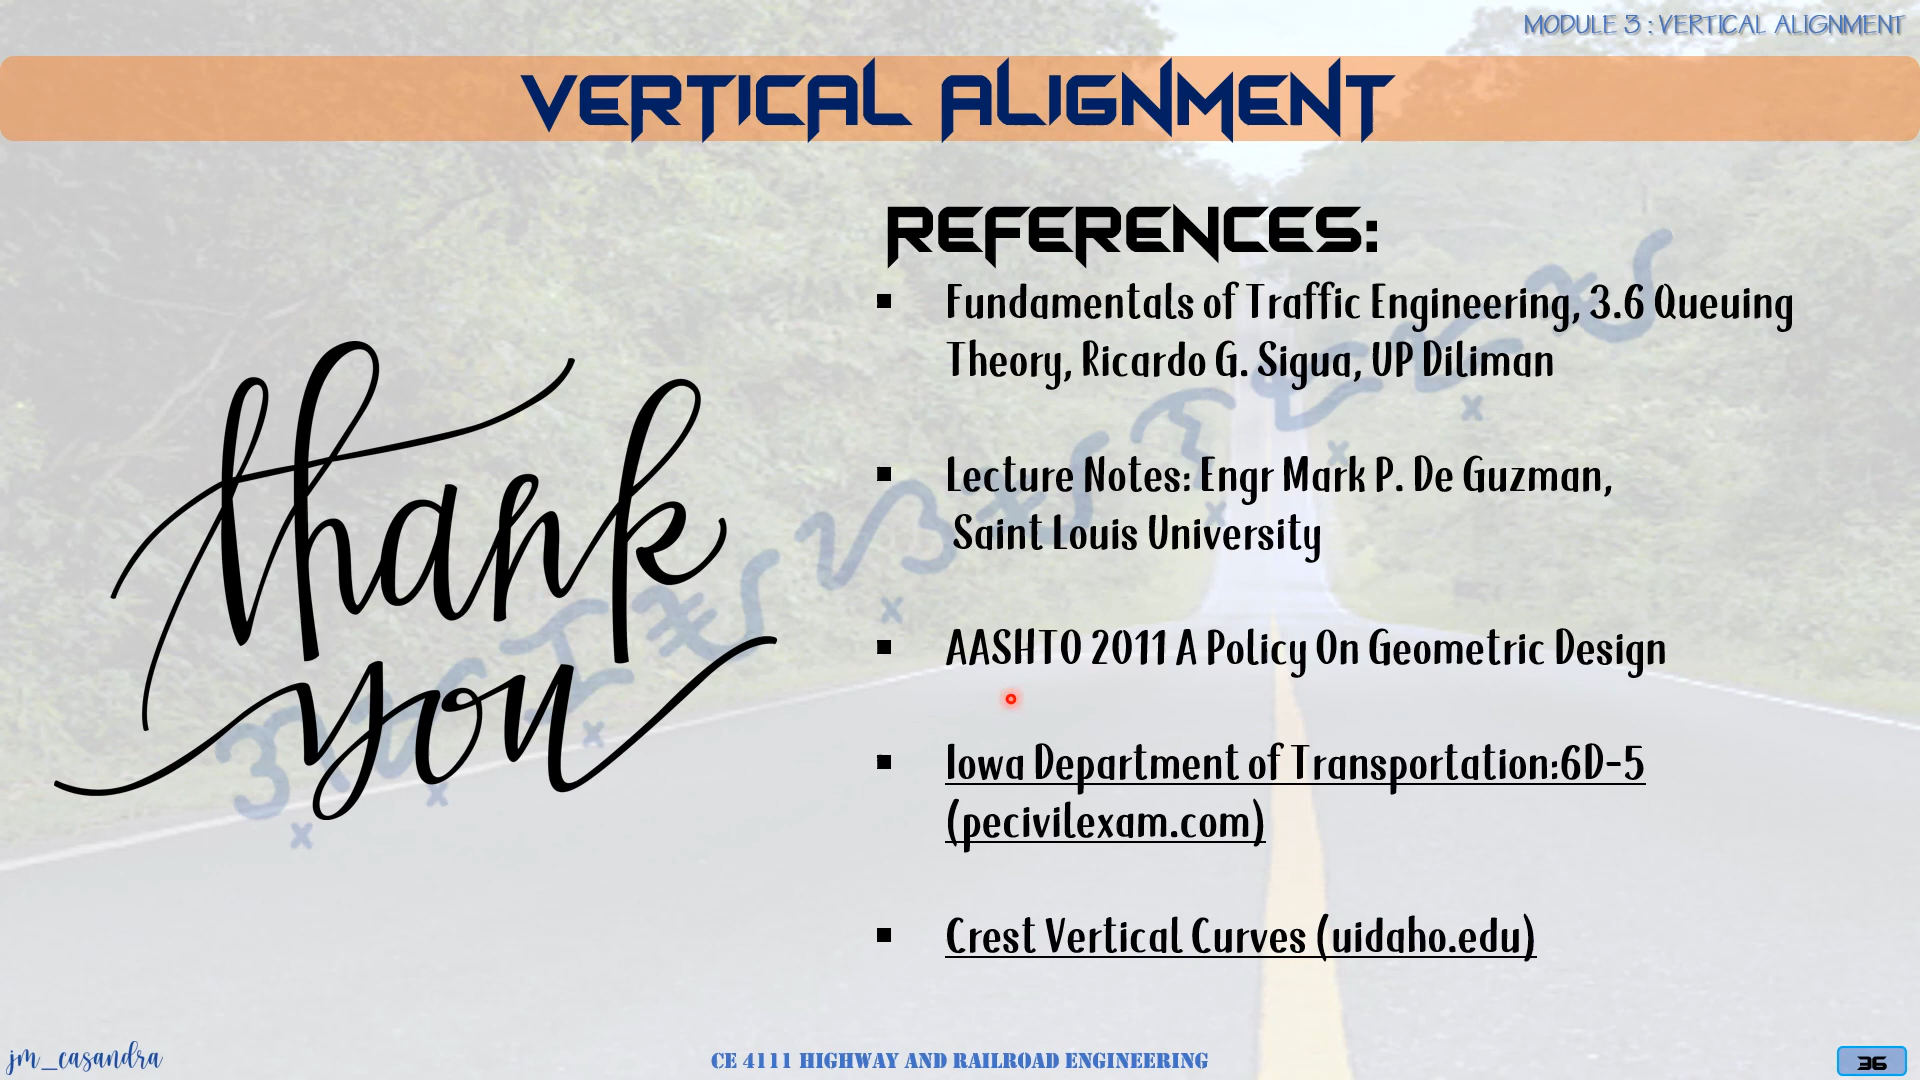 MODULE 3 : VERTICAL ALIGNMENT
VERTICAL ALIGNMENT
REFERENCES:
▪ Fundamentals of Traffic Engineering, 3.6 Queuing
Theory, Ricardo G. Sigua, UP Diliman
▪ Lecture Notes: Engr Mark P. De Guzman,
Saint Louis University
▪ AASHTO 2011 A Policy On Geometric Design
▪ Iowa Department of Transportation:6D-5
(pecivilexam.com)
▪ Crest Vertical Curves (uidaho.edu)
thank
you
jm_casandra
CE 4111 HIGHWAY AND RAILROAD ENGINEERING
36